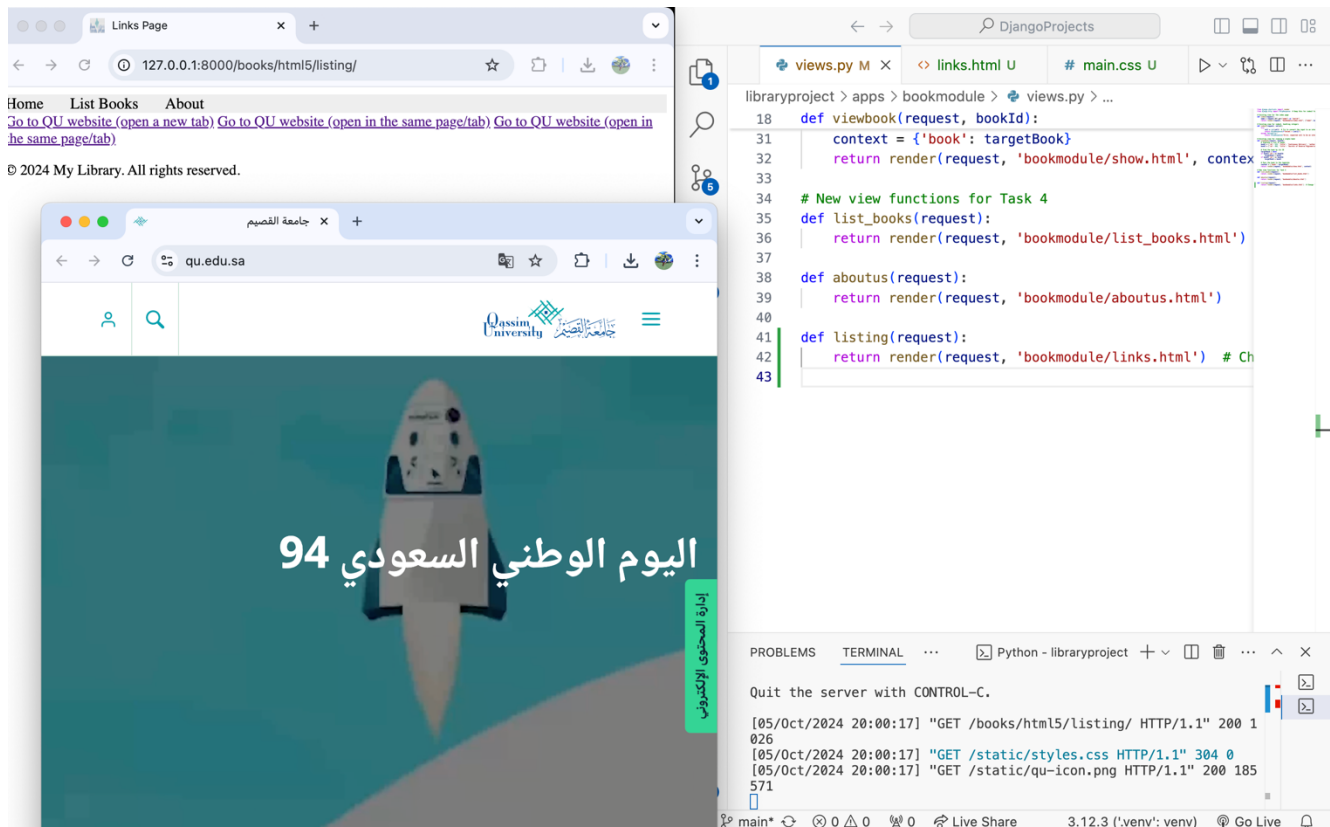 Links Page
127.0.0.1:8000/books/html5/listing/
Home List Books About
Go to QU website (open a new tab) Go to QU website (open in the same page/tab) Go to QU website (open in
the same page/tab)
© 2024 My Library. All rights reserved.
جامعة القصيم
qu.edu.sa
Qassim
University
جامعة القصيم
اليوم الوطني السعودي 94
إدارة المحتوى الإلكتروني
DjangoProjects
1
5
views.py M
links.html U
# main.css U
libraryproject > apps > bookmodule > views.py > ...
18 def viewbook(request, bookId):
31 context = {'book': targetBook}
32 return render(request, 'bookmodule/show.html', contex
33
34 # New view functions for Task 4
35 def list_books(request):
36 return render(request, 'bookmodule/list_books.html')
37
38 def aboutus(request):
39 return render(request, 'bookmodule/aboutus.html')
40
41 def listing(request):
42 return render(request, 'bookmodule/links.html') # Ch
43
PROBLEMS TERMINAL ... Python - libraryproject
Quit the server with CONTROL-C.
[05/Oct/2024 20:00:17] "GET /books/html5/listing/ HTTP/1.1" 200 1
026
[05/Oct/2024 20:00:17] "GET /static/styles.css HTTP/1.1" 304 0
[05/Oct/2024 20:00:17] "GET /static/qu-icon.png HTTP/1.1" 200 185
571
main* 0 0 0 Live Share 3.12.3 ('.venv': venv) Go Live